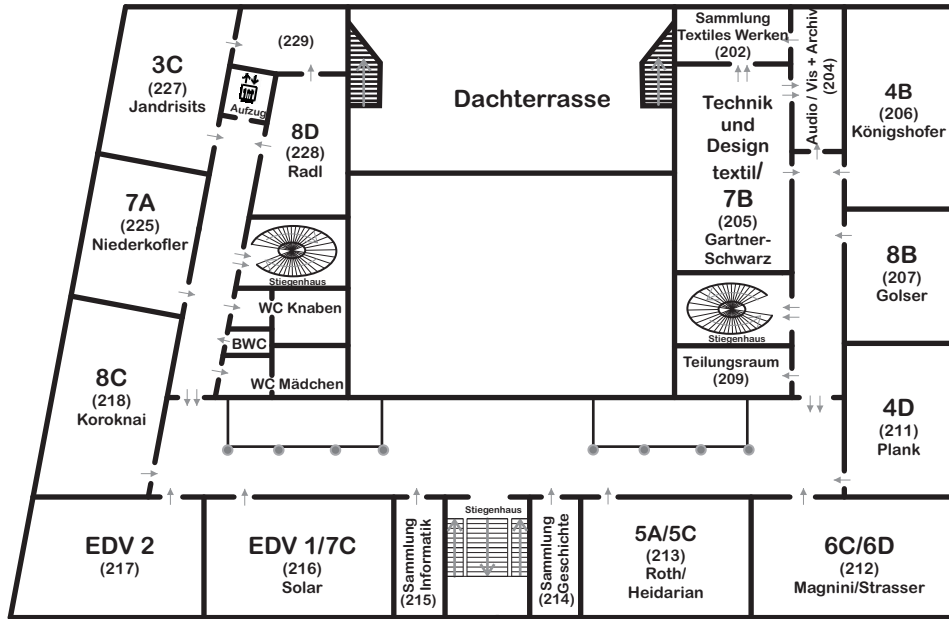 3C
(227)
Jandrisits
(229)
Aufzug
8D
(228)
Radl
Dachterrasse
Sammlung
Textiles Werken
(202)
Audio / Vis + Archiv
(204)
4B
(206)
Königshofer
Technik
und
Design
textil/
7B
(205)
Gartner-
Schwarz
7A
(225)
Niederkofler
Stiegenhaus
8B
(207)
Golser
WC Knaben
BWC
WC Mädchen
Stiegenhaus
Teilungsraum
(209)
8C
(218)
Koroknai
4D
(211)
Plank
EDV 2
(217)
EDV 1/7C
(216)
Solar
Sammlung
Informatik
(215)
Stiegenhaus
Sammlung
Geschichte
(214)
5A/5C
(213)
Roth/
Heidarian
6C/6D
(212)
Magnini/Strasser